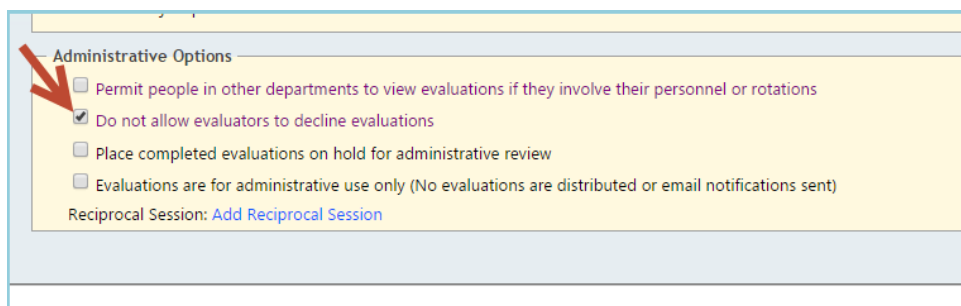 Administrative Options
Permit people in other departments to view evaluations if they involve their personnel or rotations
Do not allow evaluators to decline evaluations
Place completed evaluations on hold for administrative review
Evaluations are for administrative use only (No evaluations are distributed or email notifications sent)
Reciprocal Session: Add Reciprocal Session